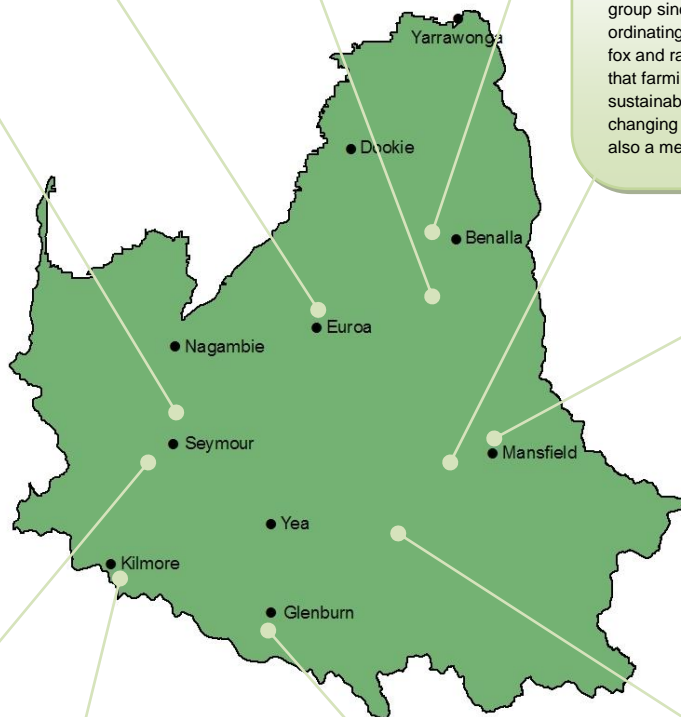 group sinc
ordinating
fox and ra
that farmi
sustainab
changing
also a me
Yarrawonga
Dookie
Benalla
Euroa
Nagambie
Seymour
Mansfield
Yea
Kilmore
Glenburn